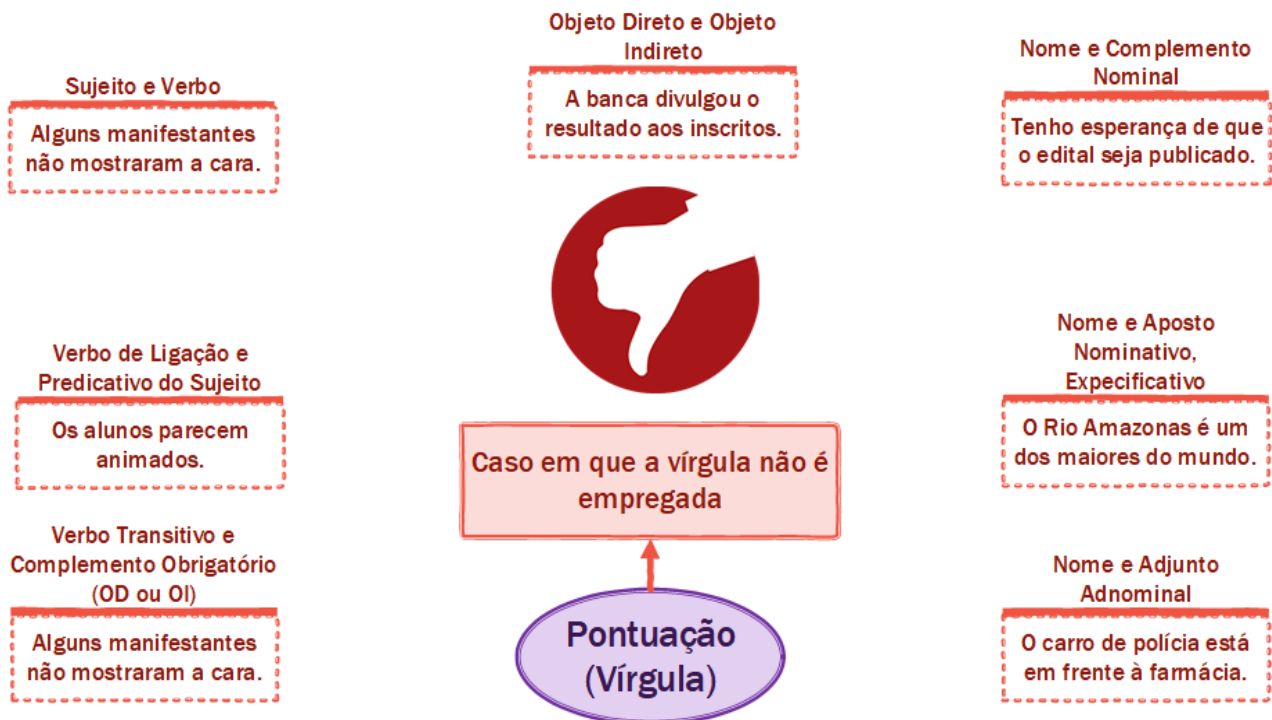 Sujeito e Verbo
Alguns manifestantes
não mostraram a cara.
Verbo de Ligação e
Predicativo do Sujeito
Os alunos parecem
animados.
Verbo Transitivo e
Complemento Obrigatório
(OD ou OI)
Alguns manifestantes
não mostraram a cara.
Objeto Direto e Objeto
Indireto
A banca divulgou o
resultado aos inscritos.
Caso em que a vírgula não é
empregada
Pontuação
(Vírgula)
Nome e Complemento
Nominal
Tenho esperança de que
o edital seja publicado.
Nome e Aposto
Nominativo,
Expecificativo
O Rio Amazonas é um
dos maiores do mundo.
Nome e Adjunto
Adnominal
O carro de polícia está
em frente à farmácia.